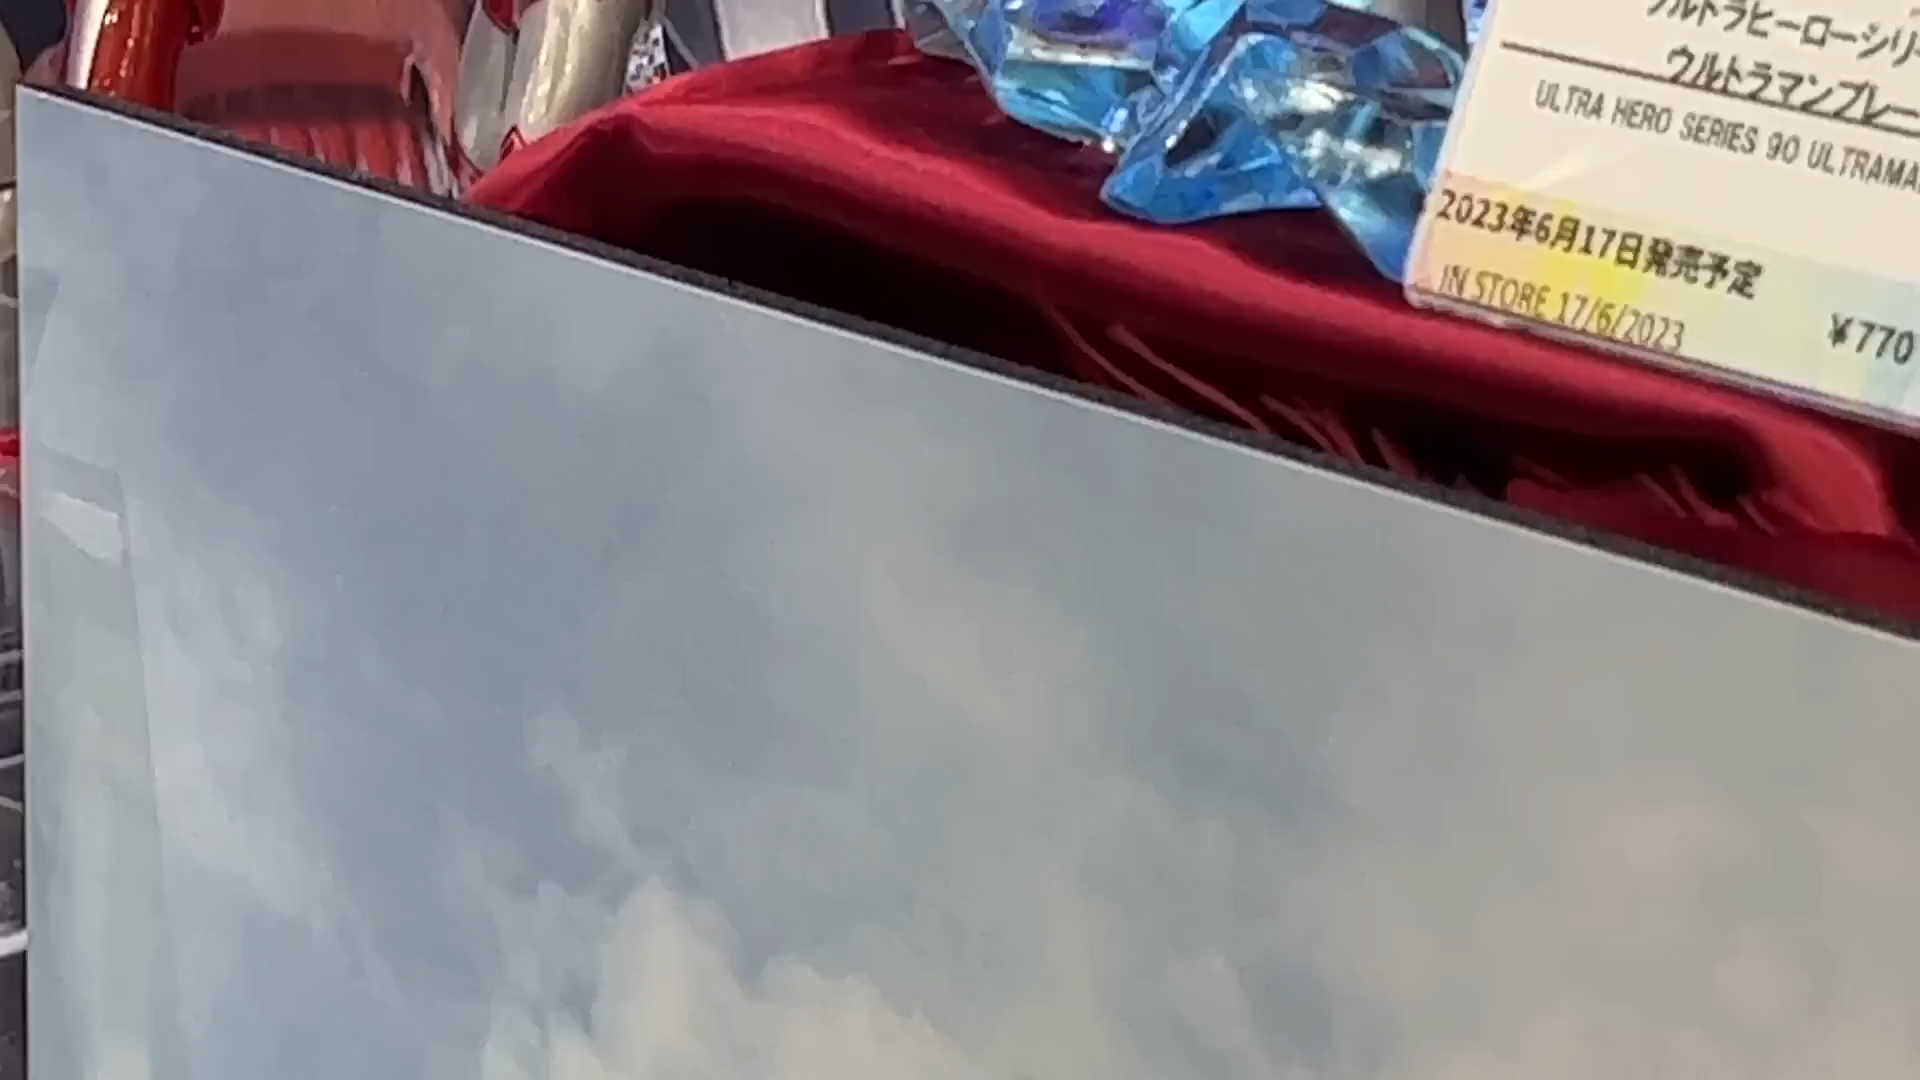 ウルトラヒーローシリー
ウルトラマンブレー
ULTRA HERO SERIES 90 ULTRAMA
2023年6月17日発売予定
IN STORE 17/6/2023
¥770